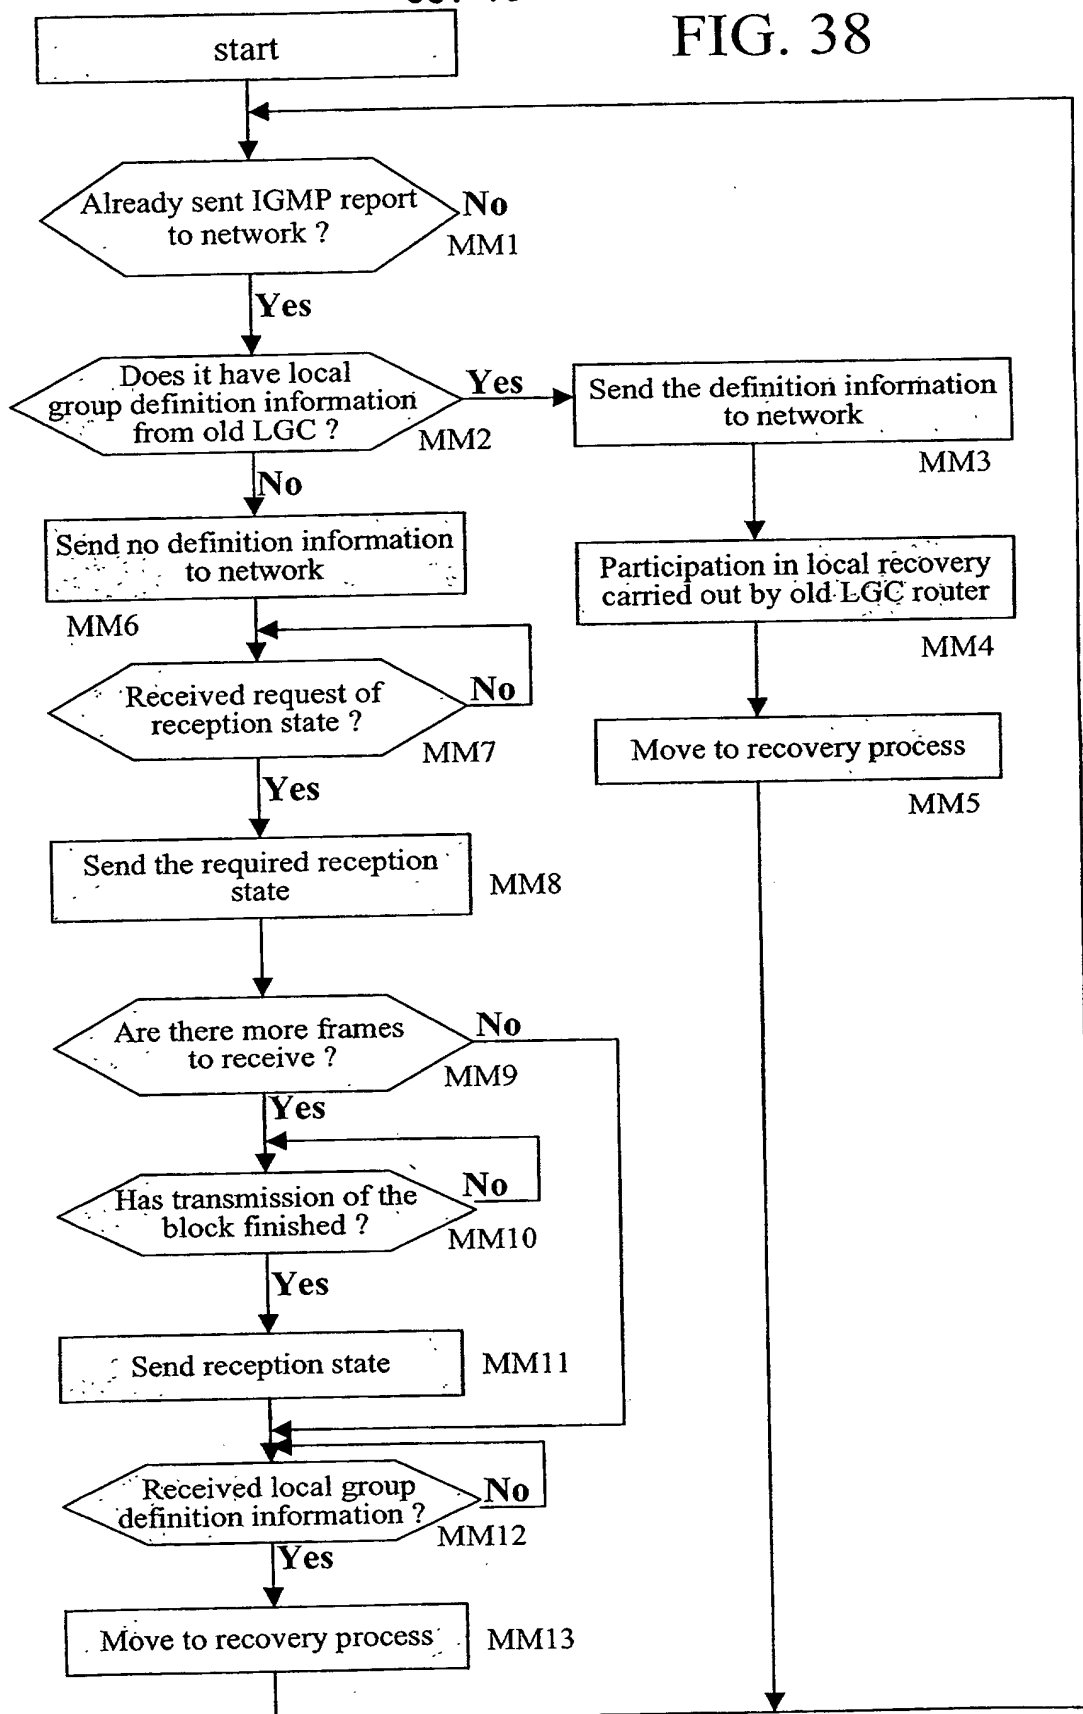 FIG. 38
start
Already sent IGMP report
to network ?
No
MM1
Yes
Does it have local
group definition information
from old LGC ?
Yes
MM2
Send the definition information
to network
MM3
No
Send no definition information
to network
MM6
Participation in local recovery
carried out by old LGC router
MM4
Received request of
reception state ?
No
MM7
Move to recovery process
MM5
Yes
Send the required reception
state
MM8
Are there more frames
to receive ?
No
MM9
Yes
Has transmission of the
block finished ?
No
MM10
Yes
Send reception state
MM11
Received local group
definition information ?
No
MM12
Yes
Move to recovery process
MM13